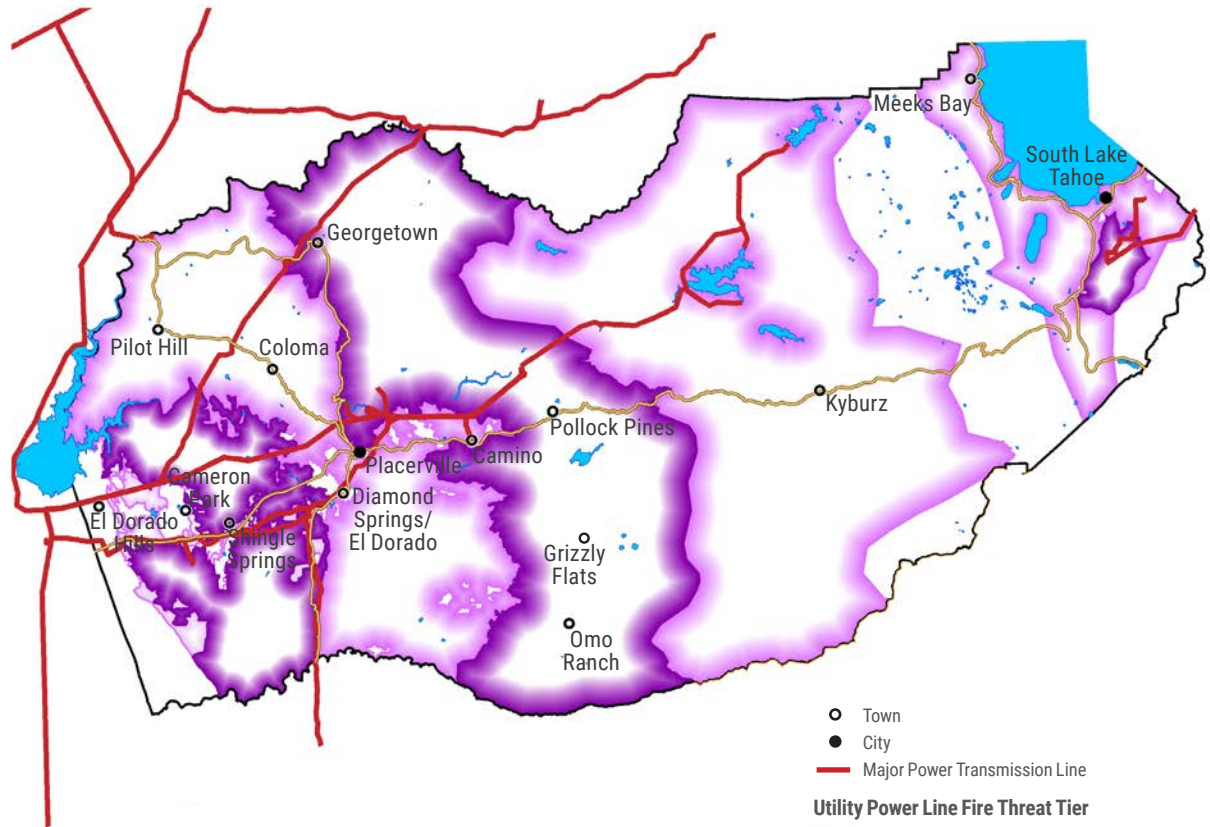 Meeks Bay
South Lake
Tahoe
Georgetown
Pilot Hill
Coloma
Kyburz
Pollock Pines
Camino
Placerville
Cameron
Park
El Dorado
Hills
Shingle
Springs
Diamond
Springs/
El Dorado
Grizzly
Flats
Omo
Ranch
Town
City
Major Power Transmission Line
Utility Power Line Fire Threat Tier